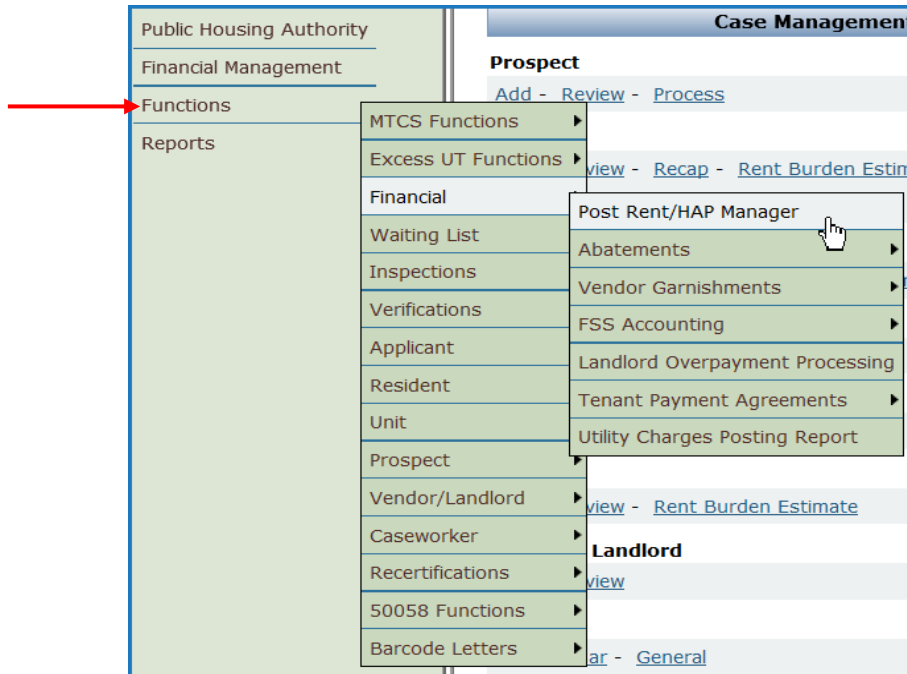 Public Housing Authority
Financial Management
Functions
Reports
MTCS Functions
Excess UT Functions
Financial
Waiting List
Inspections
Verifications
Applicant
Resident
Unit
Prospect
Vendor/Landlord
Caseworker
Recertifications
50058 Functions
Barcode Letters
Post Rent/HAP Manager
Abatements
Vendor Garnishments
FSS Accounting
Landlord Overpayment Processing
Tenant Payment Agreements
Utility Charges Posting Report
Case Management
Prospect
Add - Review - Process
view - Recap - Rent Burden Estim
view - Rent Burden Estimate
Landlord
view
ar - General